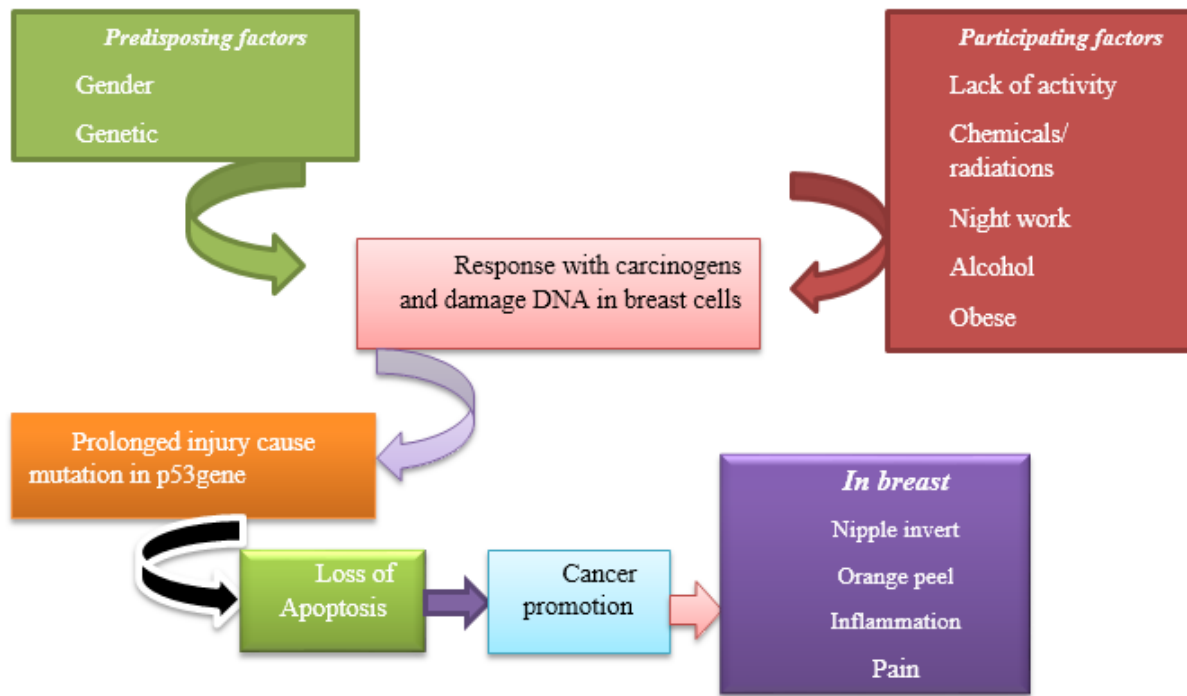 Predisposing factors
Gender
Genetic
Participating factors
Lack of activity
Chemicals/
radiations
Night work
Alcohol
Obese
Response with carcinogens
and damage DNA in breast cells
Prolonged injury cause
mutation in p53gene
Loss of
Apoptosis
Cancer
promotion
In breast
Nipple invert
Orange peel
Inflammation
Pain